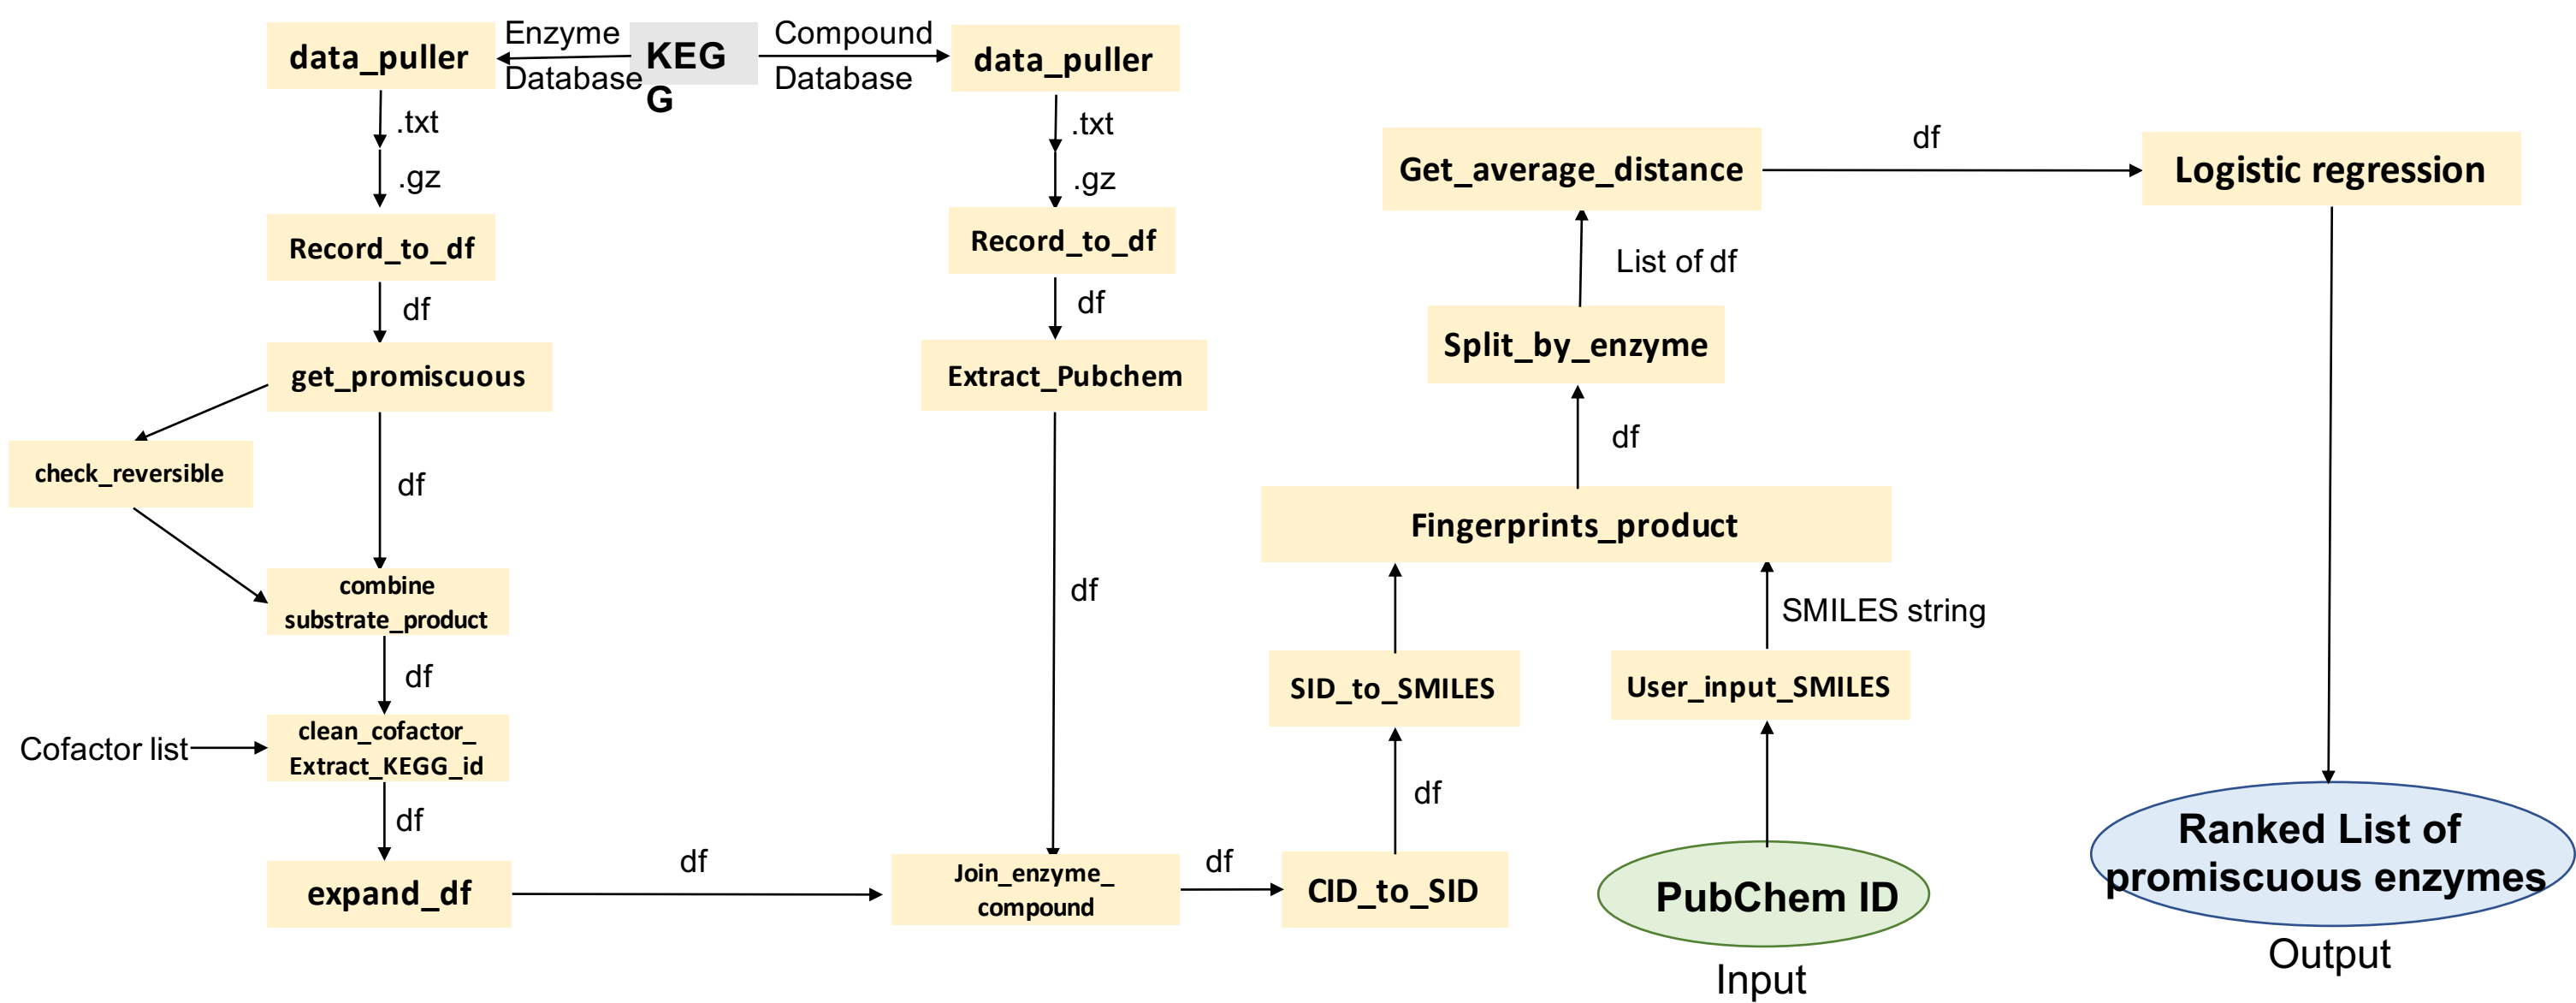 data_puller
Enzyme
Database
KEG
G
Compound
Database
data_puller
.txt
.gz
Record_to_df
df
get_promiscuous
check_reversible
df
combine
substrate_product
df
Cofactor list
clean_cofactor_
Extract_KEGG_id
df
expand_df
df
.txt
.gz
Record_to_df
df
Extract_Pubchem
df
Join_enzyme_
compound
df
CID_to_SID
df
SID_to_SMILES
PubChem ID
Input
User_input_SMILES
SMILES string
Fingerprints_product
df
Split_by_enzyme
List of df
Get_average_distance
df
Logistic regression
Ranked List of
promiscuous enzymes
Output